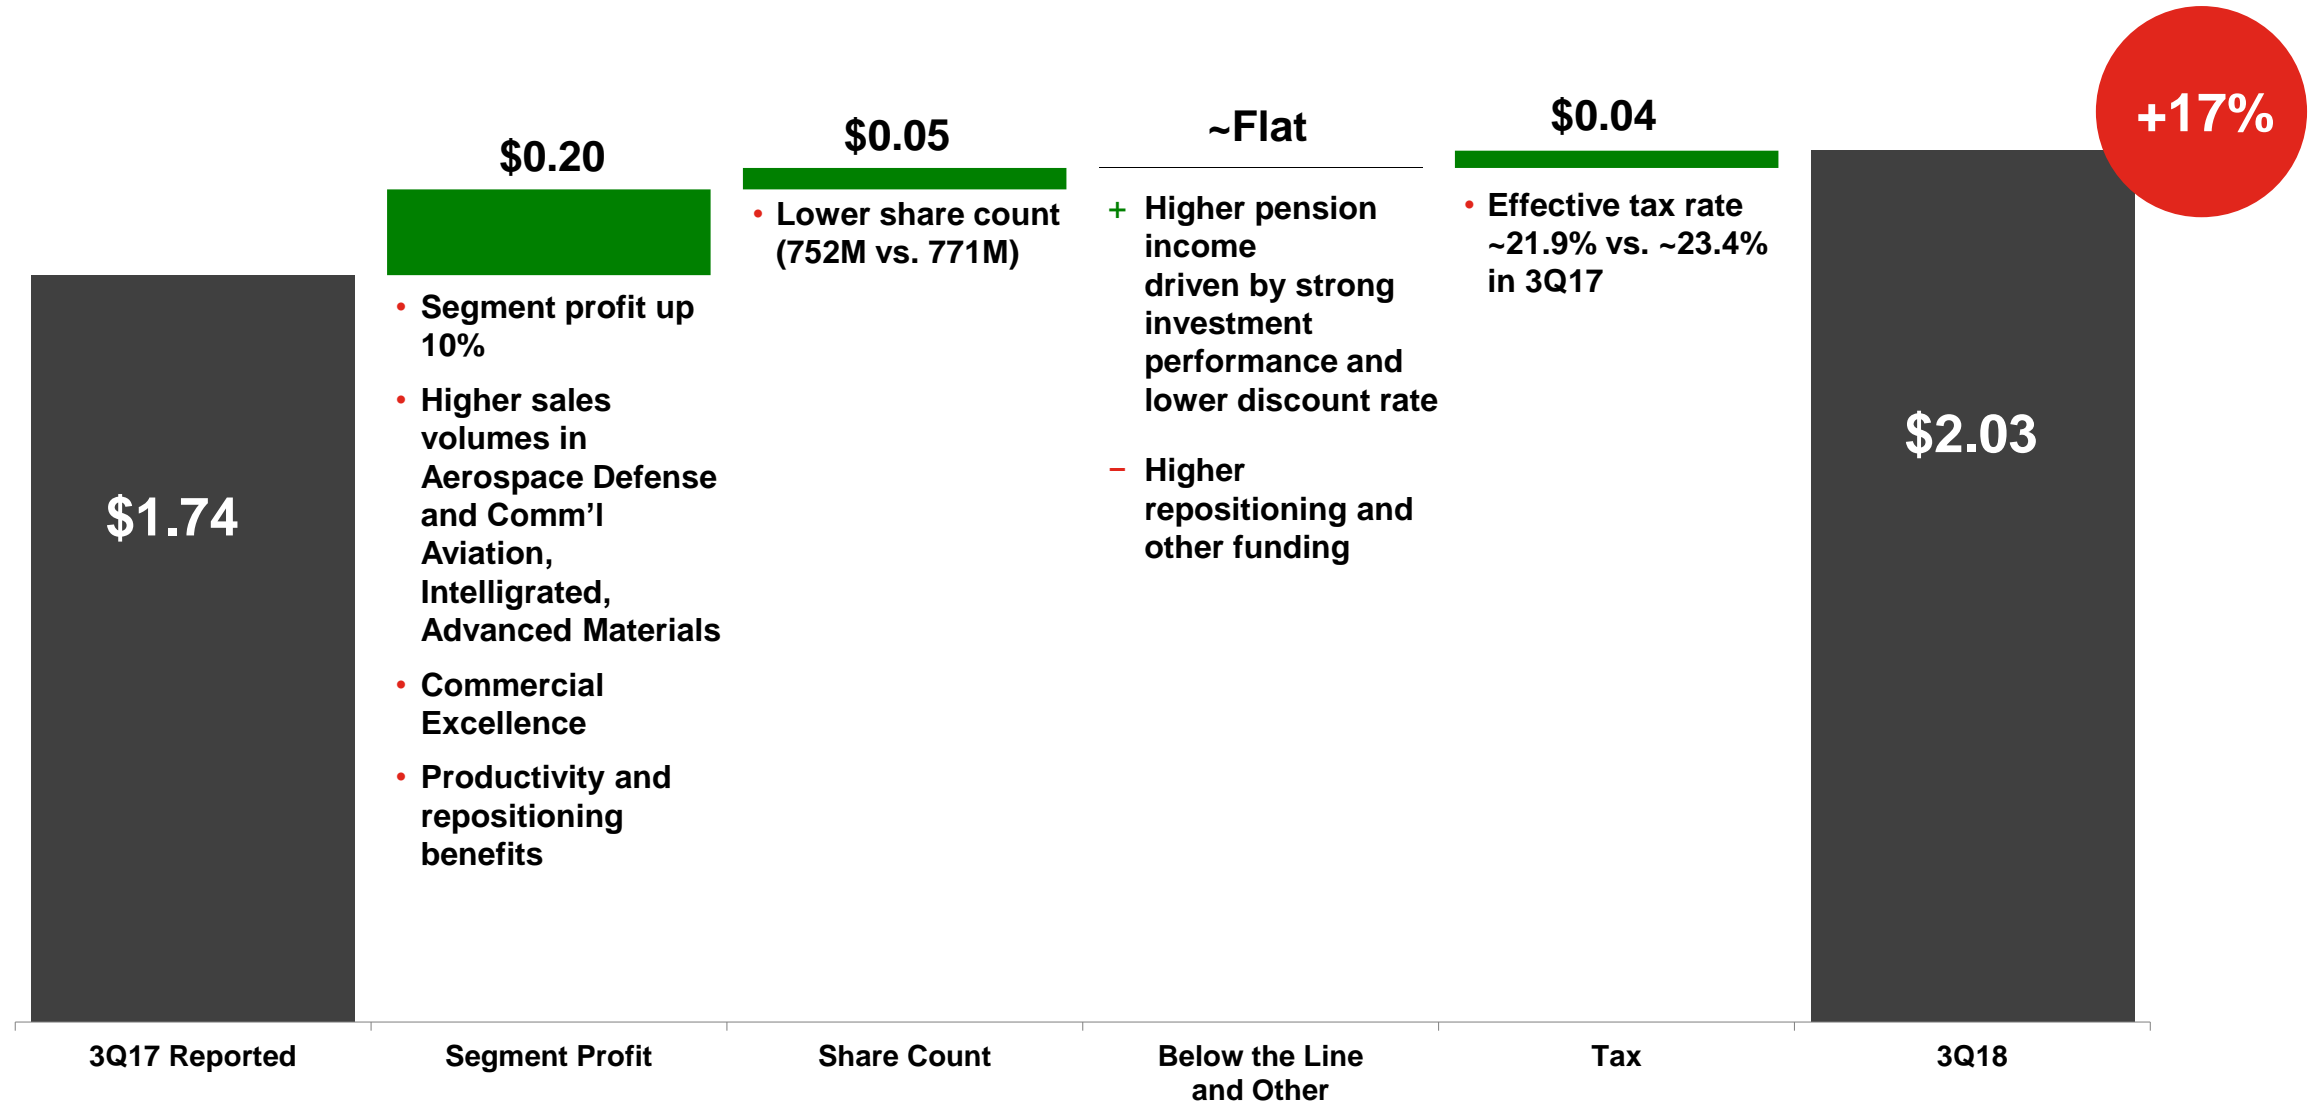 +17%
$0.20
$0.05
~Flat
$0.04
$1.74
• Segment profit up
10%
• Higher sales
volumes in
Aerospace Defense
and Comm’l
Aviation,
Intelligrated,
Advanced Materials
• Commercial
Excellence
• Productivity and
repositioning
benefits
• Lower share count
(752M vs. 771M)
+ Higher pension
income
driven by strong
investment
performance and
lower discount rate
− Higher
repositioning and
other funding
• Effective tax rate
~21.9% vs. ~23.4%
in 3Q17
$2.03
3Q17 Reported
Segment Profit
Share Count
Below the Line
and Other
Tax
3Q18